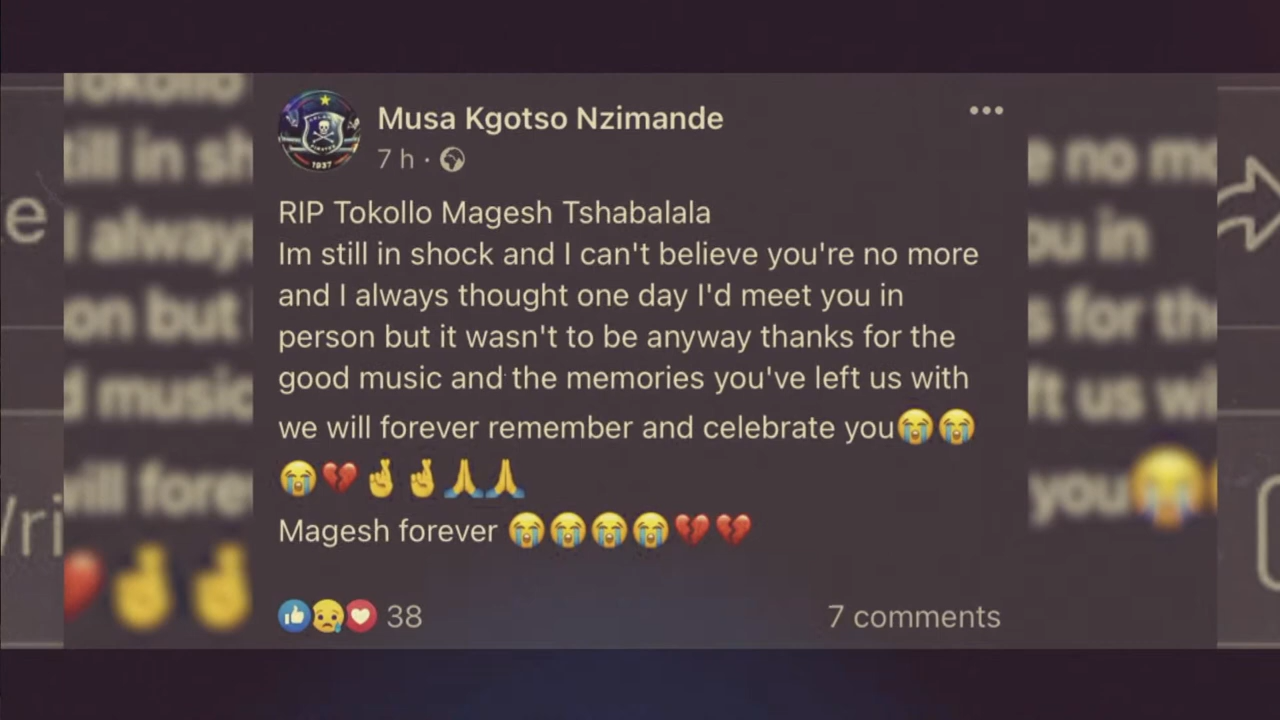 Musa Kgotso Nzimande
7 h ·
RIP Tokollo Magesh Tshabalala
Im still in shock and I can't believe you're no more
and I always thought one day I'd meet you in
person but it wasn't to be anyway thanks for the
good music and the memories you've left us with
we will forever remember and celebrate you😭😭
😭💔🤞🤞🙏🙏
Magesh forever 😭😭😭😭💔💔
38
7 comments
1937